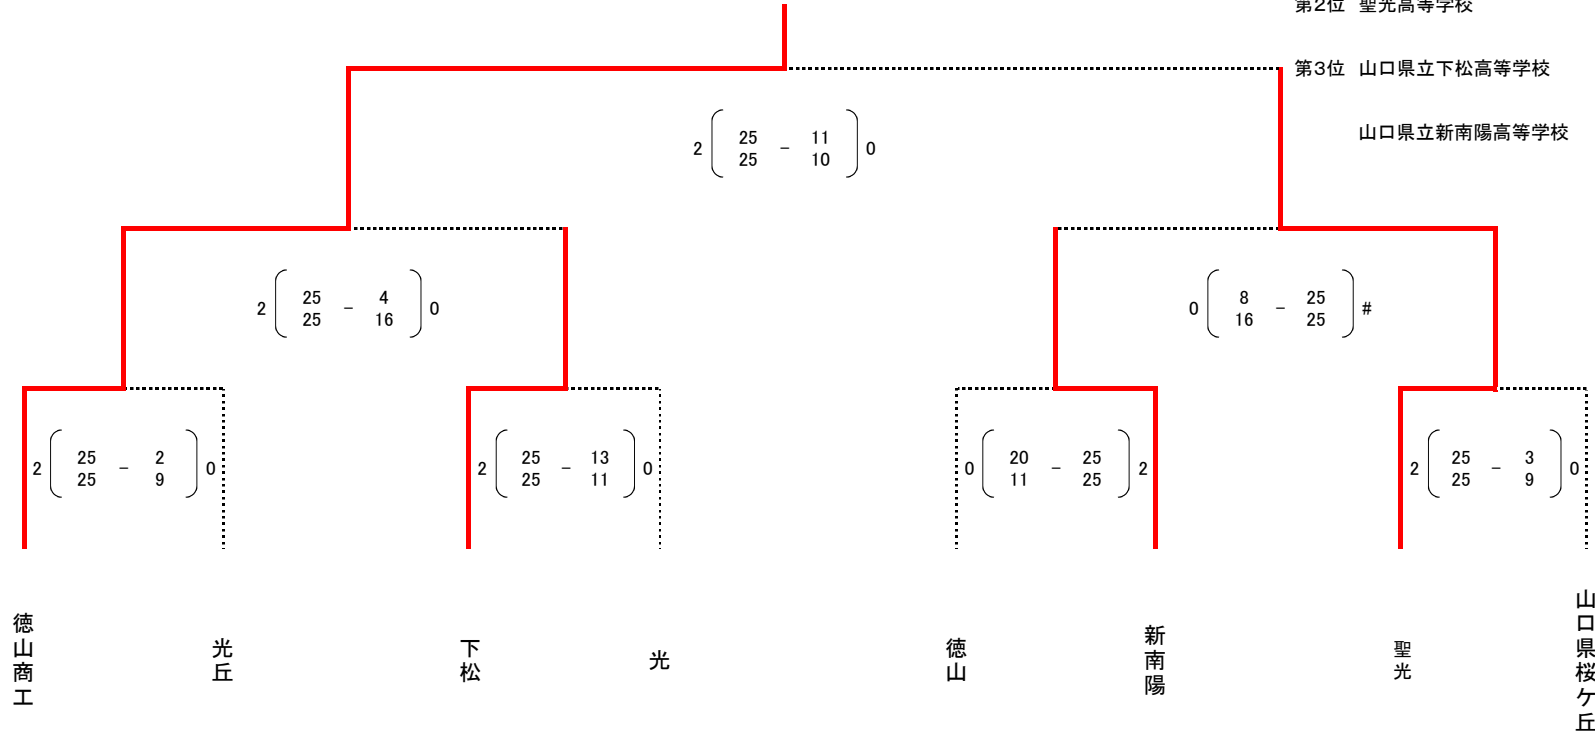 第2位 聖光高等学校
第3位 山口県立下松高等学校
山口県立新南陽高等学校
2 25 - 11 0
25 10
2 25 - 4 0
25 16
0 8 - 25 #
16 25
2 25 - 2 0
25 9
2 25 - 13 0
25 11
0 20 - 25 2
11 25
2 25 - 3 0
25 9
徳山商工
光丘
下松
光
徳山
新南陽
聖光
山口県桜ケ丘